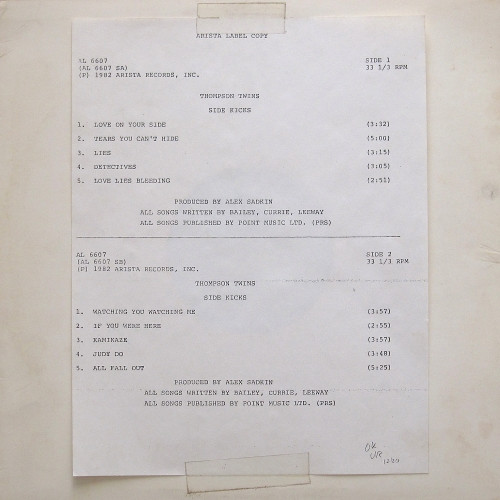 ARISTA LABEL COPY
AL 6607 SIDE 1
(AL 6607 SA) 33 1/3 RPM
(P) 1982 ARISTA RECORDS, INC.
THOMPSON TWINS
SIDE KICKS
1. LOVE ON YOUR SIDE (3:32)
2. TEARS YOU CAN'T HIDE (5:00)
3. LIES (3:15)
4. DETECTIVES (3:05)
5. LOVE LIES BLEEDING (2:51)
PRODUCED BY ALEX SADKIN
ALL SONGS WRITTEN BY BAILEY, CURRIE, LEEWAY
ALL SONGS PUBLISHED BY POINT MUSIC LTD. (PRS)
AL 6607 SIDE 2
(AL 6607 SB) 33 1/3 RPM
(P) 1982 ARISTA RECORDS, INC.
THOMPSON TWINS
SIDE KICKS
1. WATCHING YOU WATCHING ME (3:57)
2. IF YOU WERE HERE (2:55)
3. KAMIKAZE (3:57)
4. JUDY DO (3:48)
5. ALL FALL OUT (5:25)
PRODUCED BY ALEX SADKIN
ALL SONGS WRITTEN BY BAILEY, CURRIE, LEEWAY
ALL SONGS PUBLISHED BY POINT MUSIC LTD. (PRS)
OK